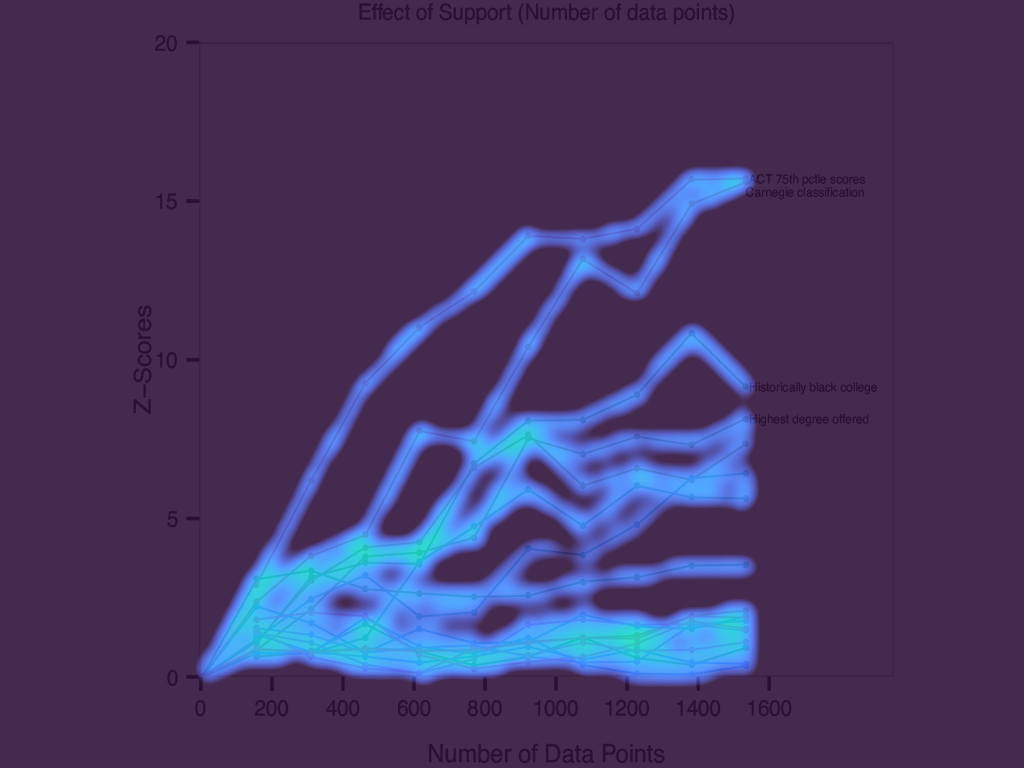 Effect of Support (Number of data points)
20
15
10
5
0
Z-Scores
ACT 75th pctle scores
Carnegie classification
Historically black college
Highest degree offered
0 200 400 600 800 1000 1200 1400 1600
Number of Data Points